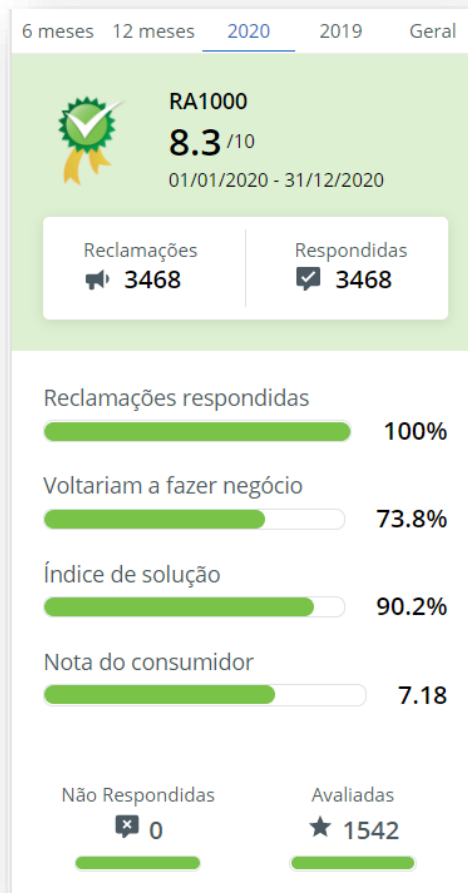 6 meses 12 meses 2020 2019 Geral
RA1000
8.3 /10
01/01/2020 - 31/12/2020
Reclamações Respondidas
3468 3468
Reclamações respondidas
100%
Voltariam a fazer negócio
73.8%
Índice de solução
90.2%
Nota do consumidor
7.18
Não Respondidas Avaliadas
0 1542